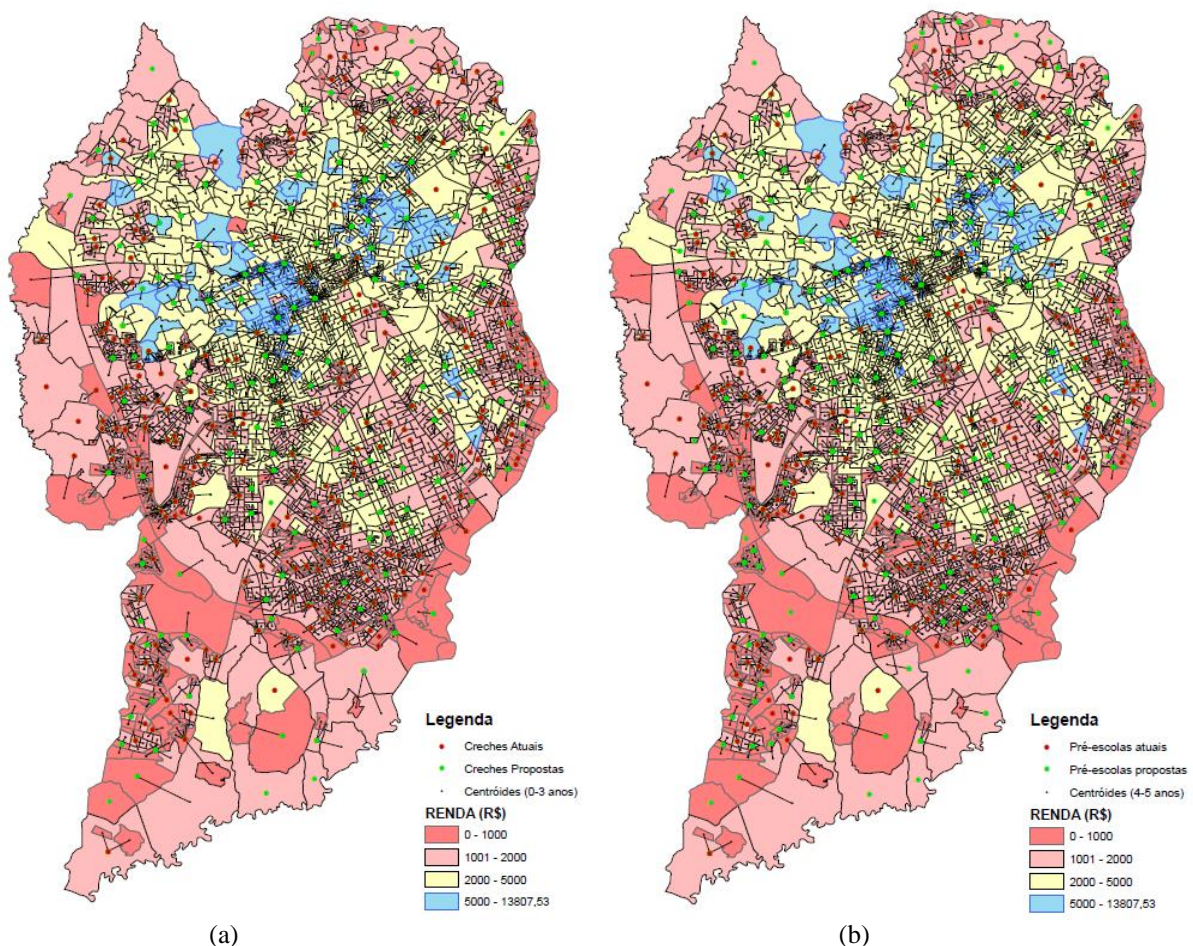 Legenda
Creches Atuais
Creches Propostas
Centróides (0-3 anos)
RENDA (R$)
0 - 1000
1001 - 2000
2000 - 5000
5000 - 13807,53
(a)
Legenda
Pré-escolas atuais
Pré-escolas propostas
Centróides (4-5 anos)
RENDA (R$)
0 - 1000
1001 - 2000
2000 - 5000
5000 - 13807,53
(b)